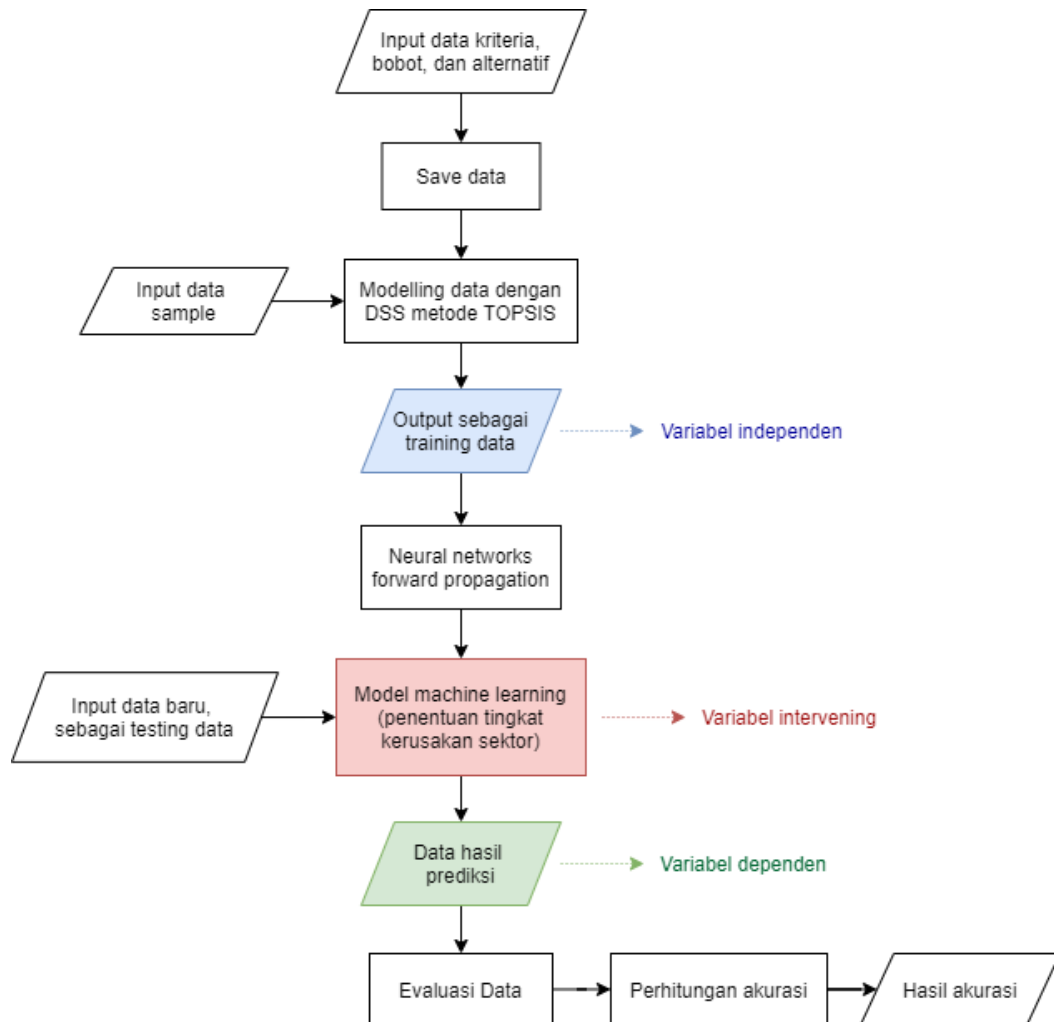 Input data kriteria,
bobot, dan alternatif
Save data
Input data
sample
Modelling data dengan
DSS metode TOPSIS
Output sebagai
training data
Variabel independen
Neural networks
forward propagation
Input data baru,
sebagai testing data
Model machine learning
(penentuan tingkat
kerusakan sektor)
Variabel intervening
Data hasil
prediksi
Variabel dependen
Evaluasi Data
Perhitungan akurasi
Hasil akurasi